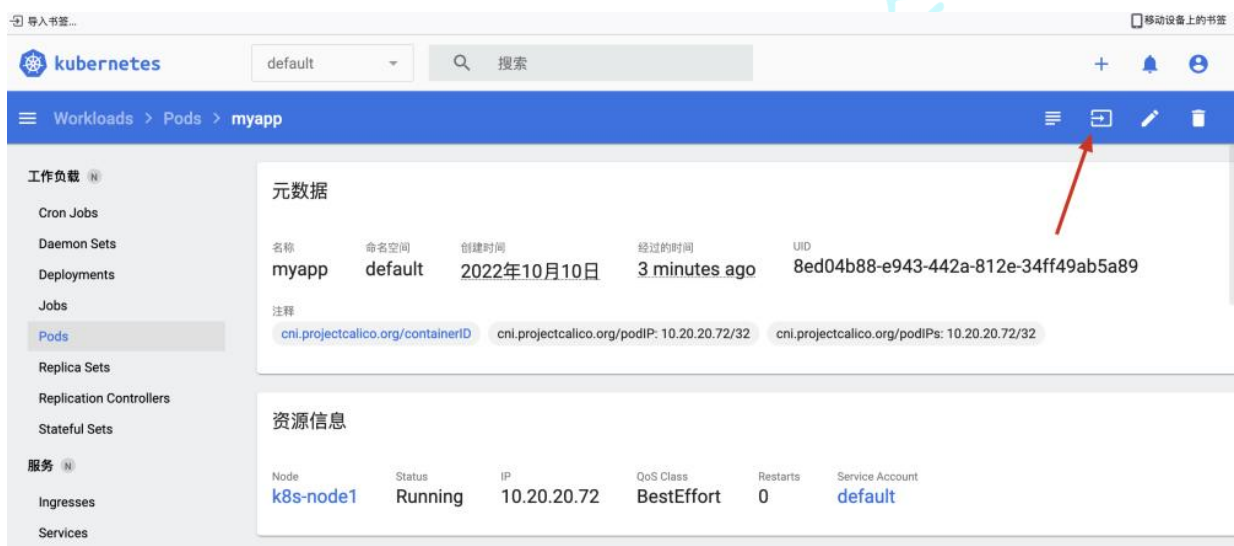 导入书签...
移动设备上的书签
kubernetes
default
搜索
Workloads > Pods > myapp
工作负载 N
Cron Jobs
Daemon Sets
Deployments
Jobs
Pods
Replica Sets
Replication Controllers
Stateful Sets
服务 N
Ingresses
Services
元数据
名称 命名空间 创建时间 经过的时间 UID
myapp default 2022年10月10日 3 minutes ago 8ed04b88-e943-442a-812e-34ff49ab5a89
注释
cni.projectcalico.org/containerID cni.projectcalico.org/podIP: 10.20.20.72/32 cni.projectcalico.org/podIPs: 10.20.20.72/32
资源信息
Node Status IP QoS Class Restarts Service Account
k8s-node1 Running 10.20.20.72 BestEffort 0 default